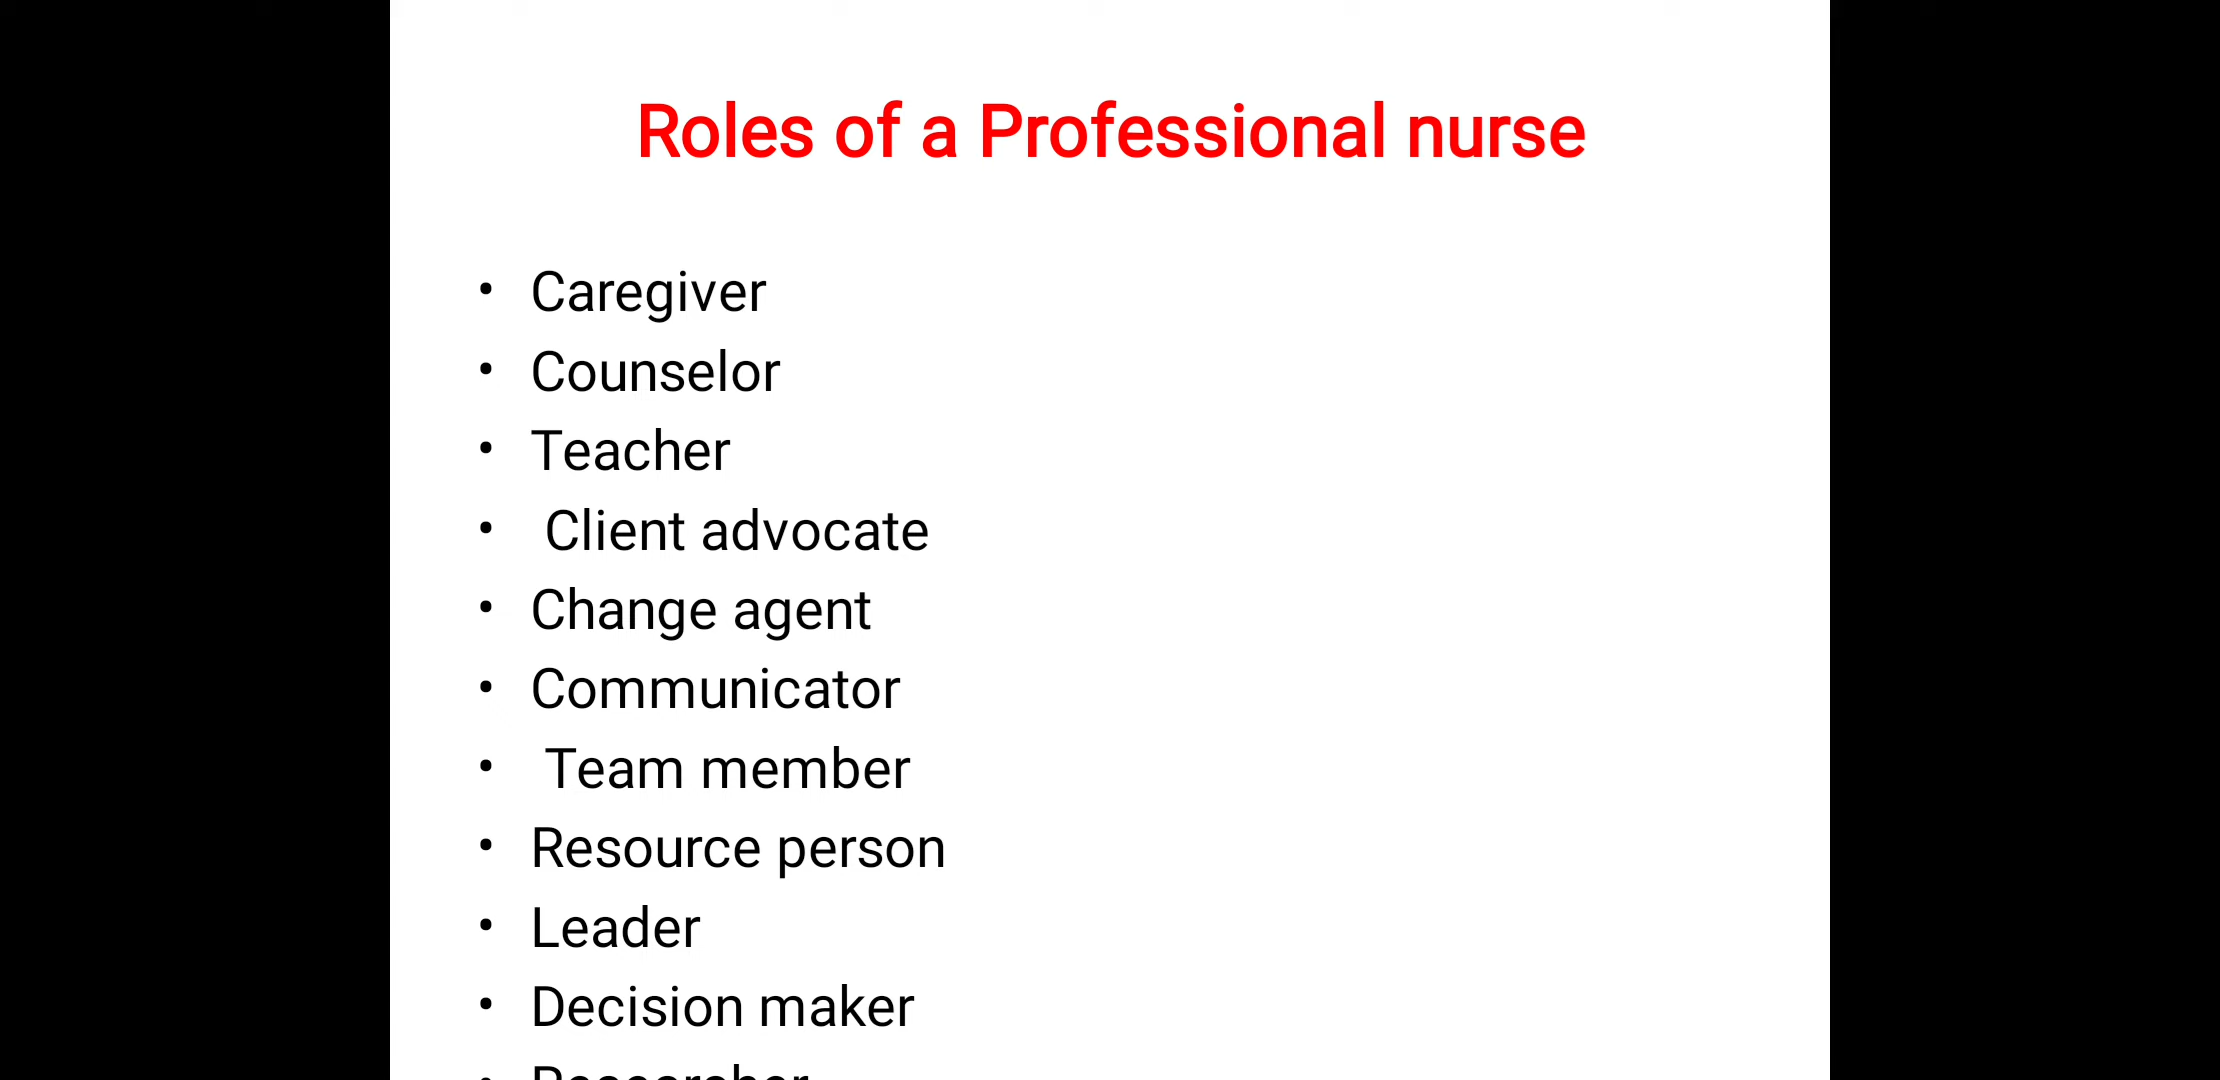 Roles of a Professional nurse
• Caregiver
• Counselor
• Teacher
• Client advocate
• Change agent
• Communicator
• Team member
• Resource person
• Leader
• Decision maker
• Researcher